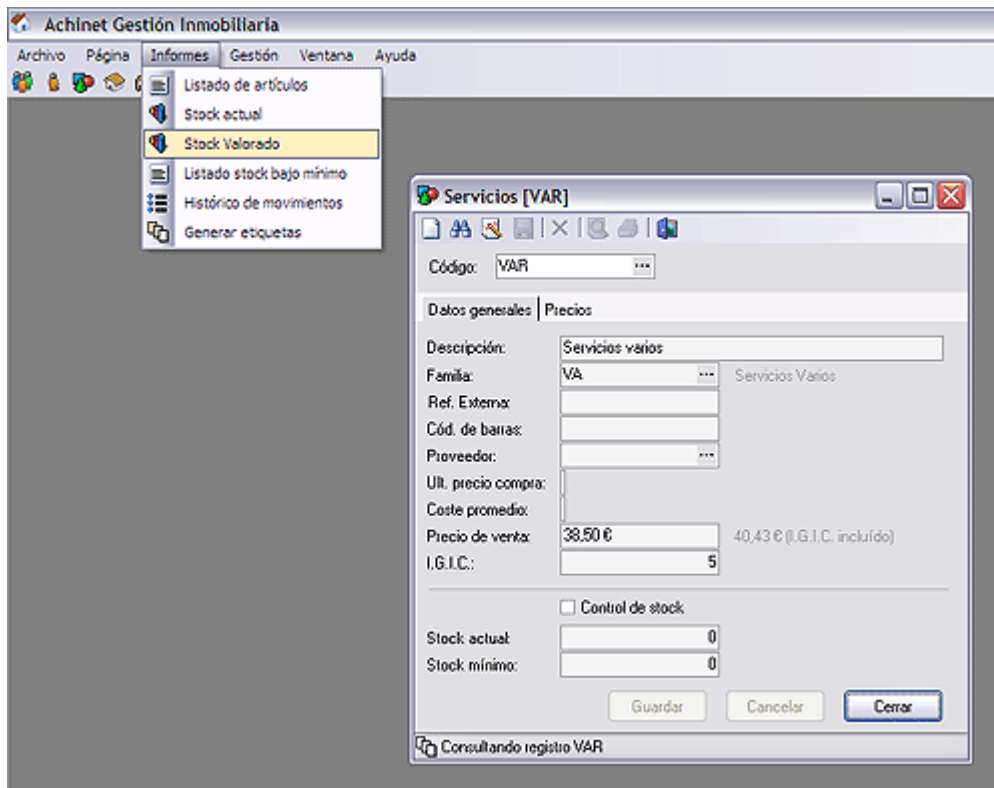 Achinet Gestión Inmobiliaria
Archivo Página Informes Gestión Ventana Ayuda
Listado de artículos
Stock actual
Stock Valorado
Listado stock bajo mínimo
Histórico de movimientos
Generar etiquetas
Servicios [VAR]
Código: VAR ...
Datos generales Precios
Descripción: Servicios varios
Familia: VA ... Servicios Varios
Ref. Externa:
Cód. de barras:
Proveedor: ...
Ult. precio compra:
Coste promedio:
Precio de venta: 38,50 € 40,43 € (I.G.I.C. incluído)
I.G.I.C.: 5
Control de stock
Stock actual: 0
Stock mínimo: 0
Guardar Cancelar Cerrar
Consultando registro VAR